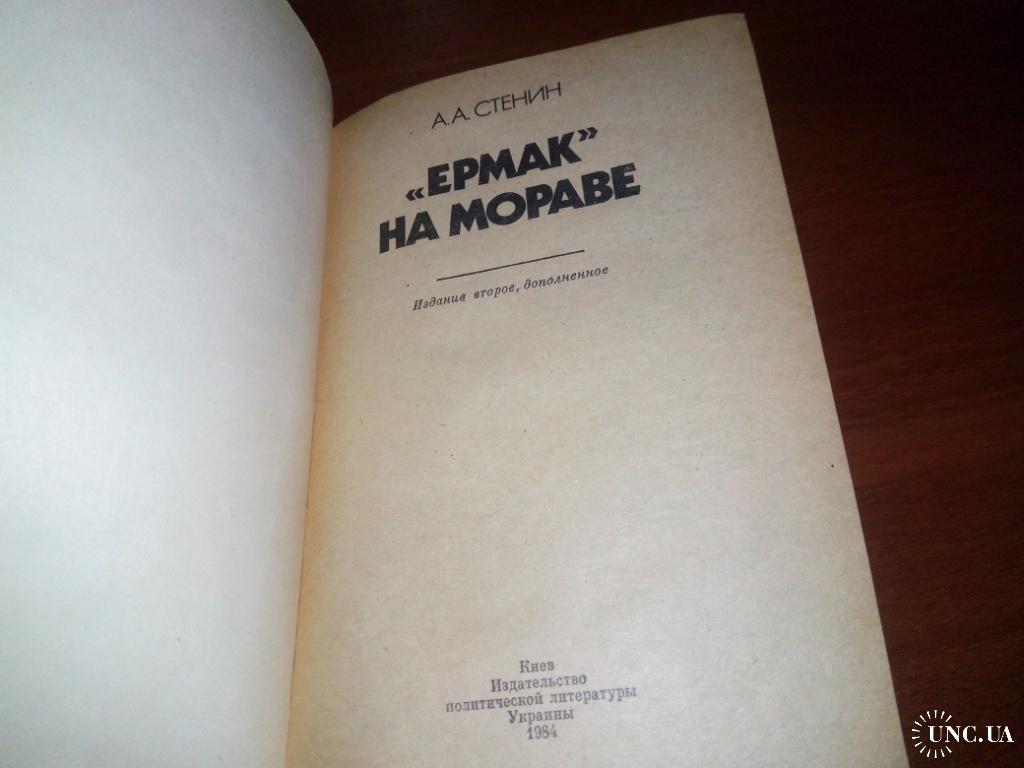 А.А. СТЕНИН
„ЕРМАК”
НА МОРАВЕ
Издание второе, дополненное
Киев
Издательство
политической литературы
Украины
1984
UNC.UA